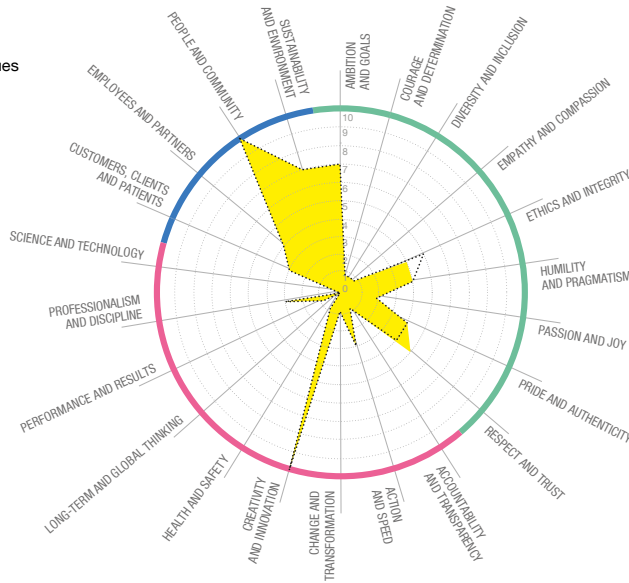 ues
AMBITION
AND GOALS
COURAGE
AND DETERMINATION
DIVERSITY AND INCLUSION
EMPATHY AND COMPASSION
ETHICS AND INTEGRITY
HUMILITY
AND PRAGMATISM
PASSION AND JOY
PRIDE AND AUTHENTICITY
RESPECT AND TRUST
ACCOUNTABILITY
AND TRANSPARENCY
ACTION
AND SPEED
CHANGE AND
TRANSFORMATION
CREATIVITY
AND INNOVATION
HEALTH AND SAFETY
LONG-TERM AND GLOBAL THINKING
PERFORMANCE AND RESULTS
PROFESSIONALISM
AND DISCIPLINE
SCIENCE AND TECHNOLOGY
CUSTOMERS, CLIENTS
AND PATIENTS
EMPLOYEES AND PARTNERS
PEOPLE AND COMMUNITY
SUSTAINABILITY
AND ENVIRONMENT
10
9
8
7
6
5
4
3
2
1
0